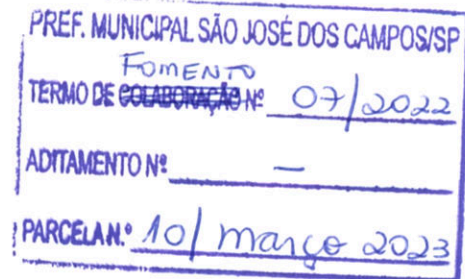 PREF. MUNICIPAL SÃO JOSÉ DOS CAMPOS/SP
FOMENTO
TERMO DE COLABORAÇÃO Nº 07/2022
ADITAMENTO Nº —
PARCELA N.º 10/ março 2023